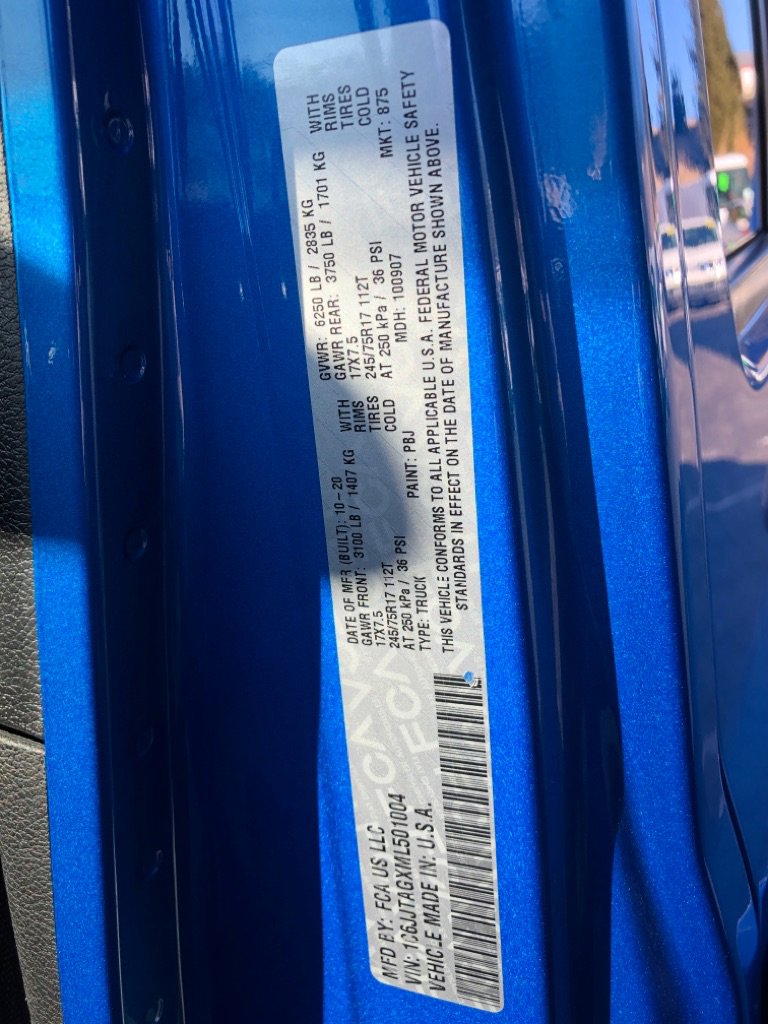 MFD BY: FCA US LLC
VIN: 1C6JJTAGXML501004
VEHICLE MADE IN: U.S.A.
DATE OF MFR (BUILT): 10-20
GAWR FRONT: 3100 LB / 1407 KG WITH
17X7.5 RIMS
245/75R17 112T TIRES
AT 250 kPa / 36 PSI COLD
GVWR: 6250 LB / 2835 KG
GAWR REAR: 3750 LB / 1701 KG WITH
17X7.5 RIMS
245/75R17 112T TIRES
AT 250 kPa / 36 PSI COLD
TYPE: TRUCK PAINT: PBJ MDH: 100907 MKT: 875
THIS VEHICLE CONFORMS TO ALL APPLICABLE U.S.A. FEDERAL MOTOR VEHICLE SAFETY
STANDARDS IN EFFECT ON THE DATE OF MANUFACTURE SHOWN ABOVE.